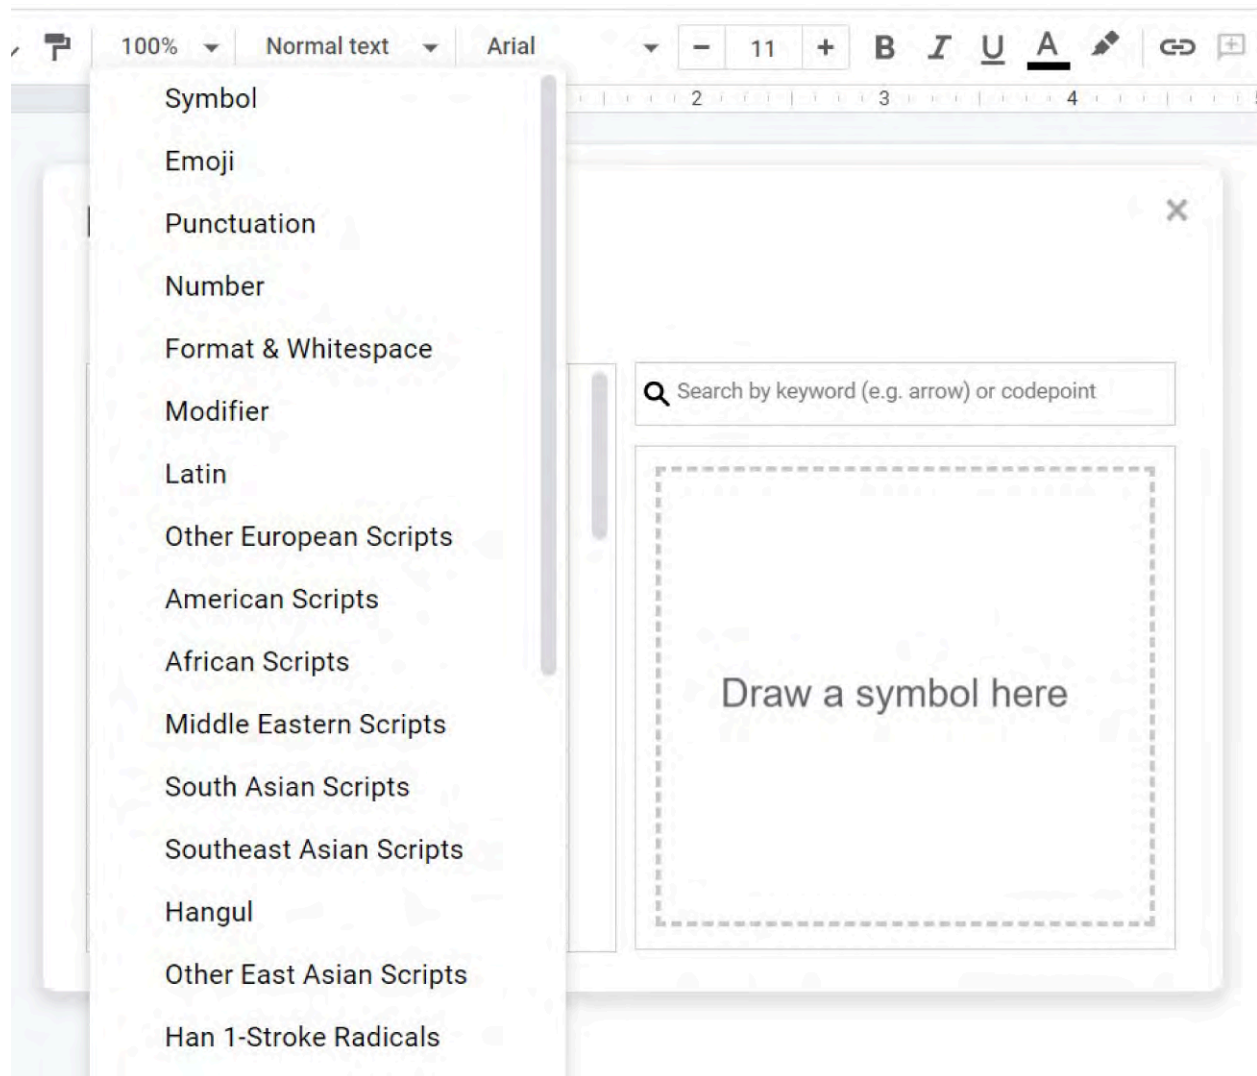 100% Normal text Arial − 11 + B I U A
2 3 4
Symbol
Emoji
Punctuation
Number
Format & Whitespace
Modifier
Latin
Other European Scripts
American Scripts
African Scripts
Middle Eastern Scripts
South Asian Scripts
Southeast Asian Scripts
Hangul
Other East Asian Scripts
Han 1-Stroke Radicals
Search by keyword (e.g. arrow) or codepoint
Draw a symbol here